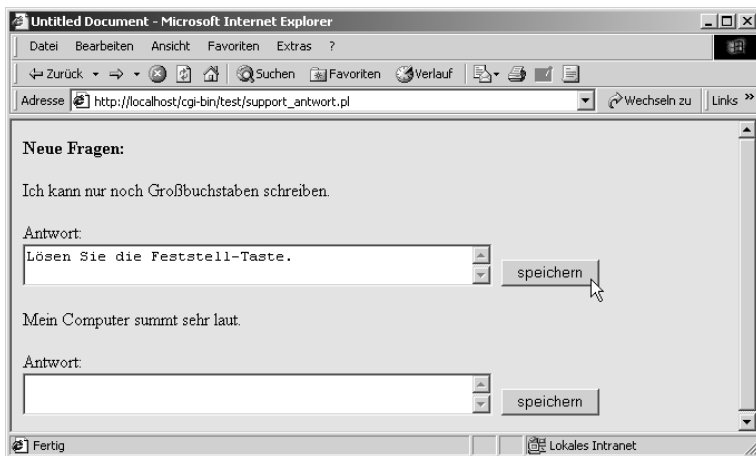 Untitled Document - Microsoft Internet Explorer
Datei Bearbeiten Ansicht Favoriten Extras ?
Zurück Suchen Favoriten Verlauf
Adresse http://localhost/cgi-bin/test/support_antwort.pl Wechseln zu Links »
Neue Fragen:
Ich kann nur noch Großbuchstaben schreiben.
Antwort:
Lösen Sie die Feststell-Taste.
speichern
Mein Computer summt sehr laut.
Antwort:
speichern
Fertig Lokales Intranet